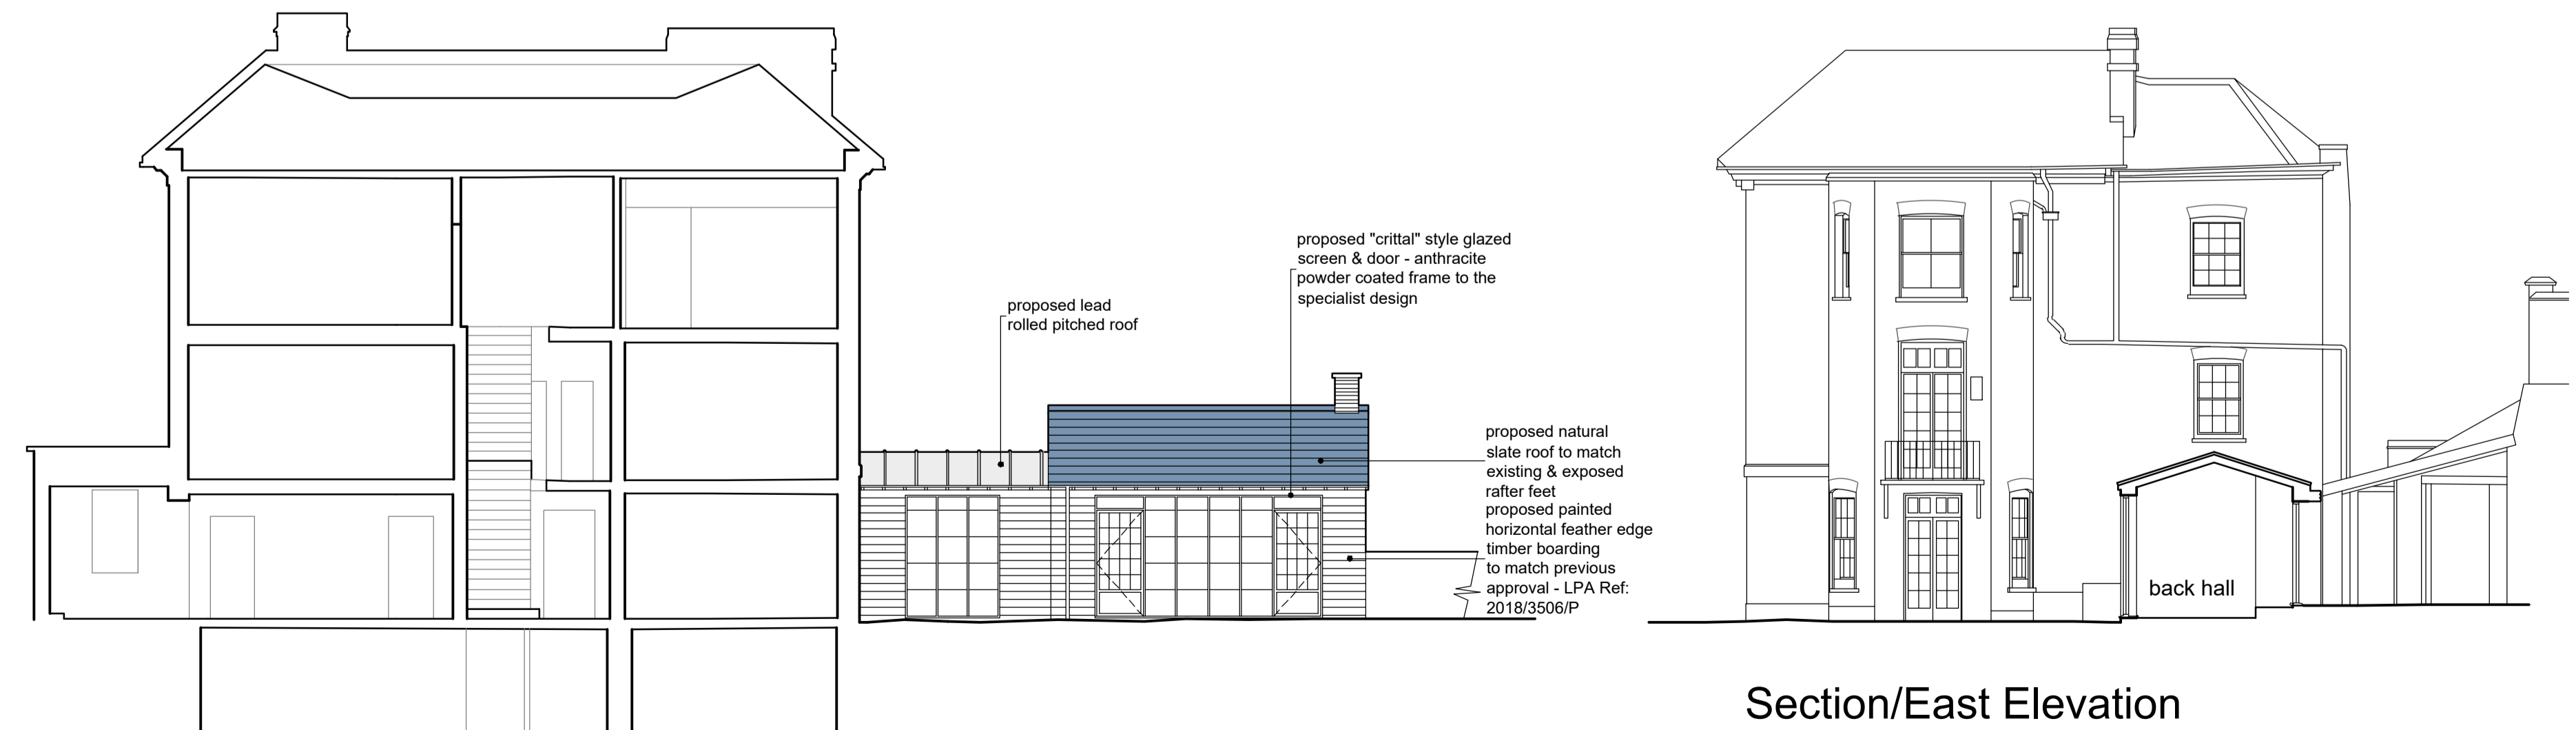 proposed lead
rolled pitched roof
proposed "crittal" style glazed
screen & door - anthracite
powder coated frame to the
specialist design
proposed natural
slate roof to match
existing & exposed
rafter feet
proposed painted
horizontal feather edge
timber boarding
to match previous
approval - LPA Ref:
2018/3506/P
back hall
Section/East Elevation